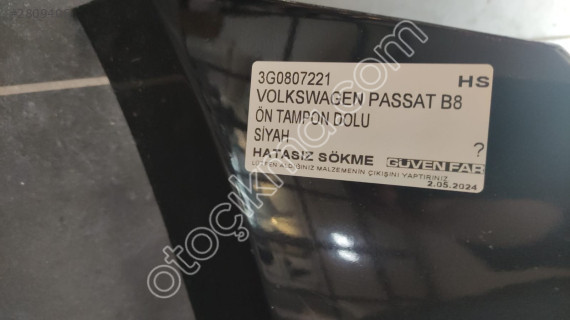 3G0807221 HS
VOLKSWAGEN PASSAT B8
ÖN TAMPON DOLU
SİYAH
?
HATASIZ SÖKME GÜVEN FAR
LÜTFEN ALDIĞINIZ MALZEMENİN ÇIKIŞINI YAPTIRINIZ
2.05.2024
otoçıkma.com